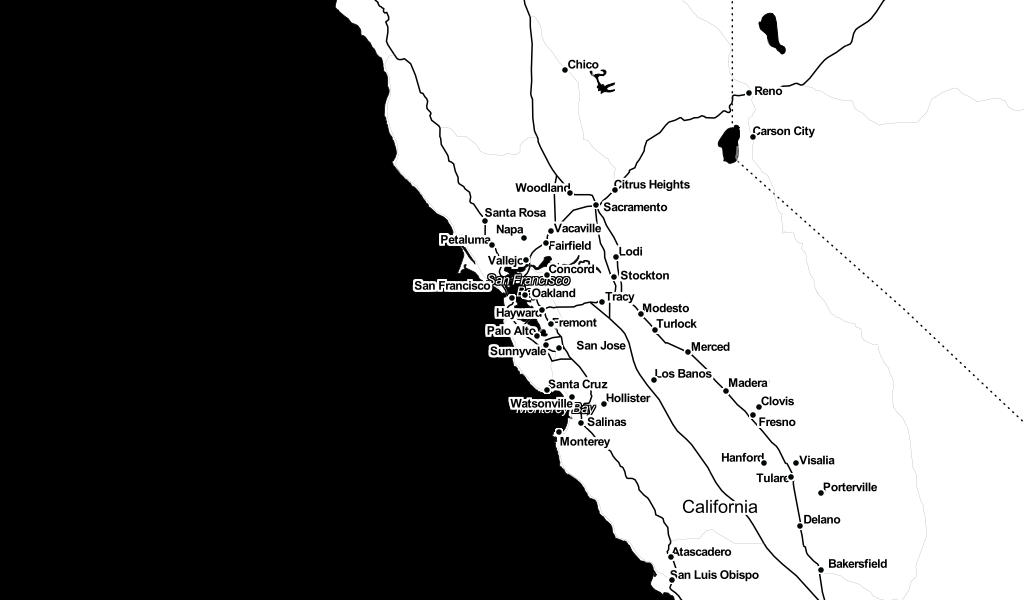 Chico
Reno
Carson City
Woodland
Citrus Heights
Sacramento
Santa Rosa
Napa
Vacaville
Petaluma
Fairfield
Lodi
Vallejo
Concord
Stockton
San Francisco
San Francisco
Oakland
Tracy
Hayward
Modesto
Fremont
Turlock
Palo Alto
San Jose
Sunnyvale
Merced
Los Banos
Santa Cruz
Madera
Hollister
Watsonville
Clovis
Monterey Bay
Salinas
Fresno
Monterey
Hanford
Visalia
Tulare
Porterville
California
Delano
Atascadero
Bakersfield
San Luis Obispo